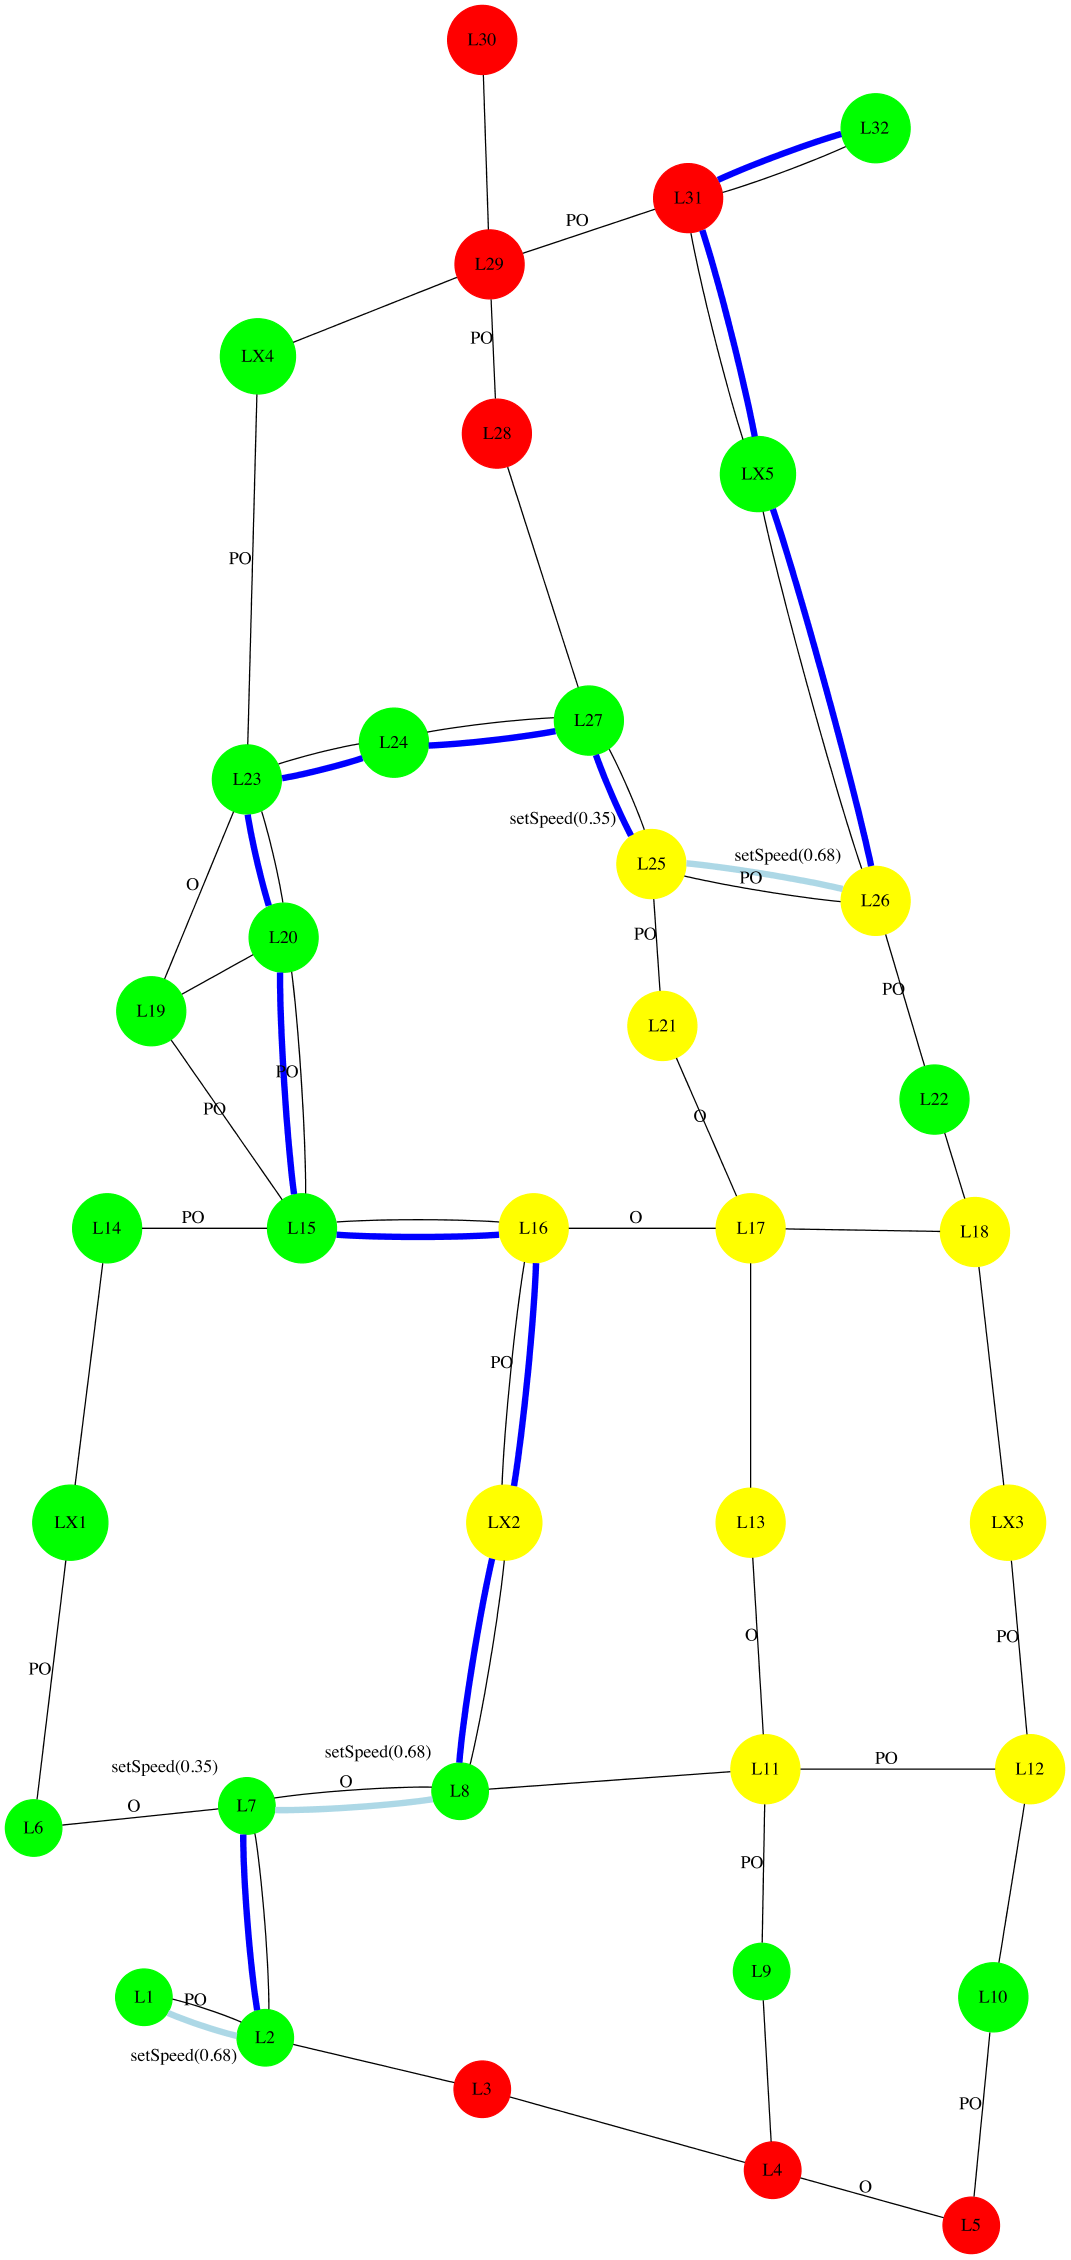 L30
L32
L31
PO
L29
PO
LX4
L28
LX5
PO
L27
L24
L23
setSpeed(0.35)
setSpeed(0.68)
L25
PO
O
L26
PO
L20
PO
L19
L21
PO
L22
PO
O
PO
L14
L15
L16
O
L17
L18
PO
LX1
LX2
L13
LX3
O
PO
PO
setSpeed(0.68)
PO
setSpeed(0.35)
L11
L12
O
L8
O
L7
L6
PO
L9
L1
PO
L10
L2
setSpeed(0.68)
L3
PO
L4
O
L5